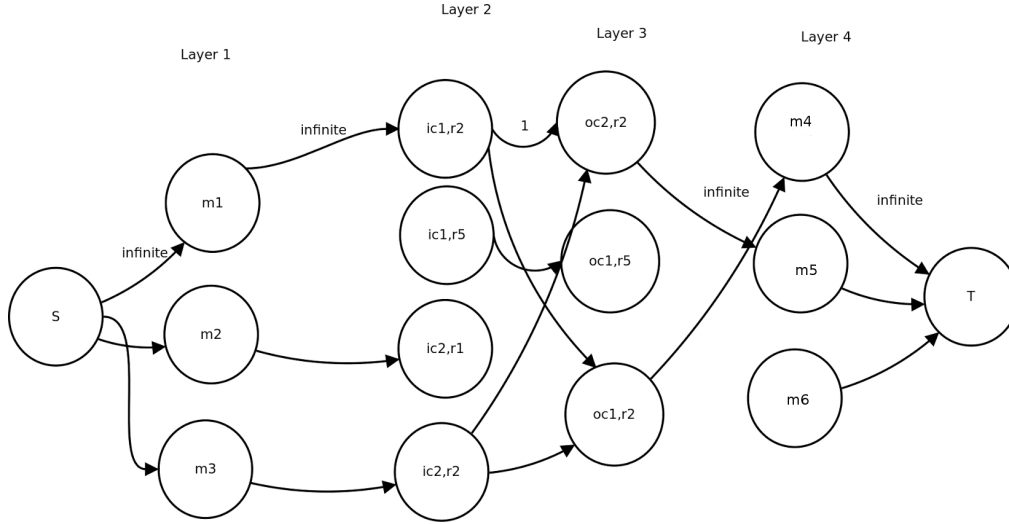 Layer 1
Layer 2
Layer 3
Layer 4
S
infinite
m1
m2
m3
infinite
ic1,r2
ic1,r5
ic2,r1
ic2,r2
1
oc2,r2
oc1,r5
oc1,r2
infinite
m4
m5
m6
infinite
T